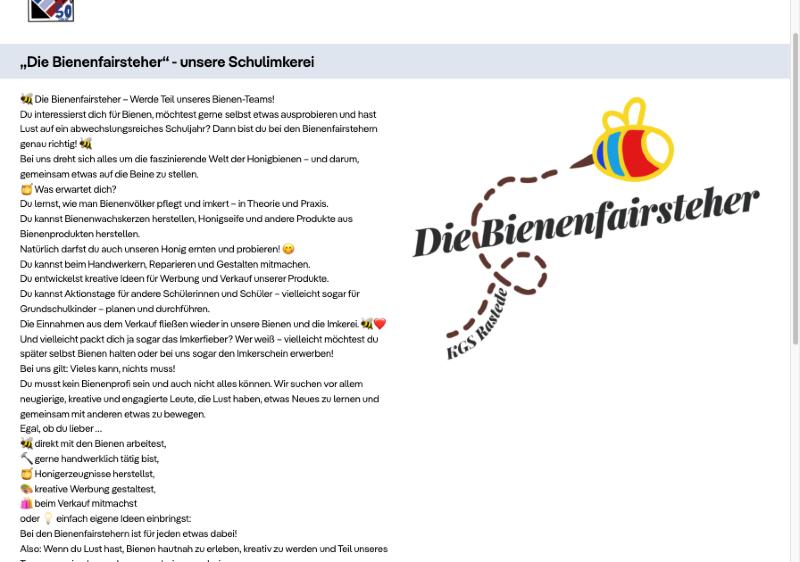 50
„Die Bienenfairsteher“ - unsere Schulimkerei
🐝 Die Bienenfairsteher – Werde Teil unseres Bienen-Teams!
Du interessierst dich für Bienen, möchtest gerne selbst etwas ausprobieren und hast
Lust auf ein abwechslungsreiches Schuljahr? Dann bist du bei den Bienenfairstehern
genau richtig! 🐝
Bei uns dreht sich alles um die faszinierende Welt der Honigbienen – und darum,
gemeinsam etwas auf die Beine zu stellen.
🍯 Was erwartet dich?
Du lernst, wie man Bienenvölker pflegt und imkert – in Theorie und Praxis.
Du kannst Bienenwachskerzen herstellen, Honigseife und andere Produkte aus
Bienenprodukten herstellen.
Natürlich darfst du auch unseren Honig ernten und probieren! 😋
Du kannst beim Handwerkern, Reparieren und Gestalten mitmachen.
Du entwickelst kreative Ideen für Werbung und Verkauf unserer Produkte.
Du kannst Aktionstage für andere Schülerinnen und Schüler – vielleicht sogar für
Grundschulkinder – planen und durchführen.
Die Einnahmen aus dem Verkauf fließen wieder in unsere Bienen und die Imkerei. 🐝❤️
Und vielleicht packt dich ja sogar das Imkerfieber? Wer weiß – vielleicht möchtest du
später selbst Bienen halten oder bei uns sogar den Imkerschein erwerben!
Bei uns gilt: Vieles kann, nichts muss!
Du musst kein Bienenprofi sein und auch nicht alles können. Wir suchen vor allem
neugierige, kreative und engagierte Leute, die Lust haben, etwas Neues zu lernen und
gemeinsam mit anderen etwas zu bewegen.
Egal, ob du lieber...
🐝 direkt mit den Bienen arbeitest,
🔨 gerne handwerklich tätig bist,
🍯 Honigerzeugnisse herstellst,
🎨 kreative Werbung gestaltest,
🛍️ beim Verkauf mitmachst
oder 💡 einfach eigene Ideen einbringst:
Bei den Bienenfairstehern ist für jeden etwas dabei!
Also: Wenn du Lust hast, Bienen hautnah zu erleben, kreativ zu werden und Teil unseres
Die Bienenfairsteher
KGS Rastede